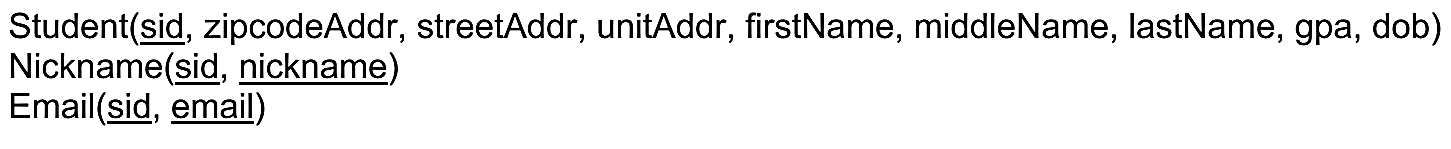 Student(sid, zipcodeAddr, streetAddr, unitAddr, firstName, middleName, lastName, gpa, dob)
Nickname(sid, nickname)
Email(sid, email)